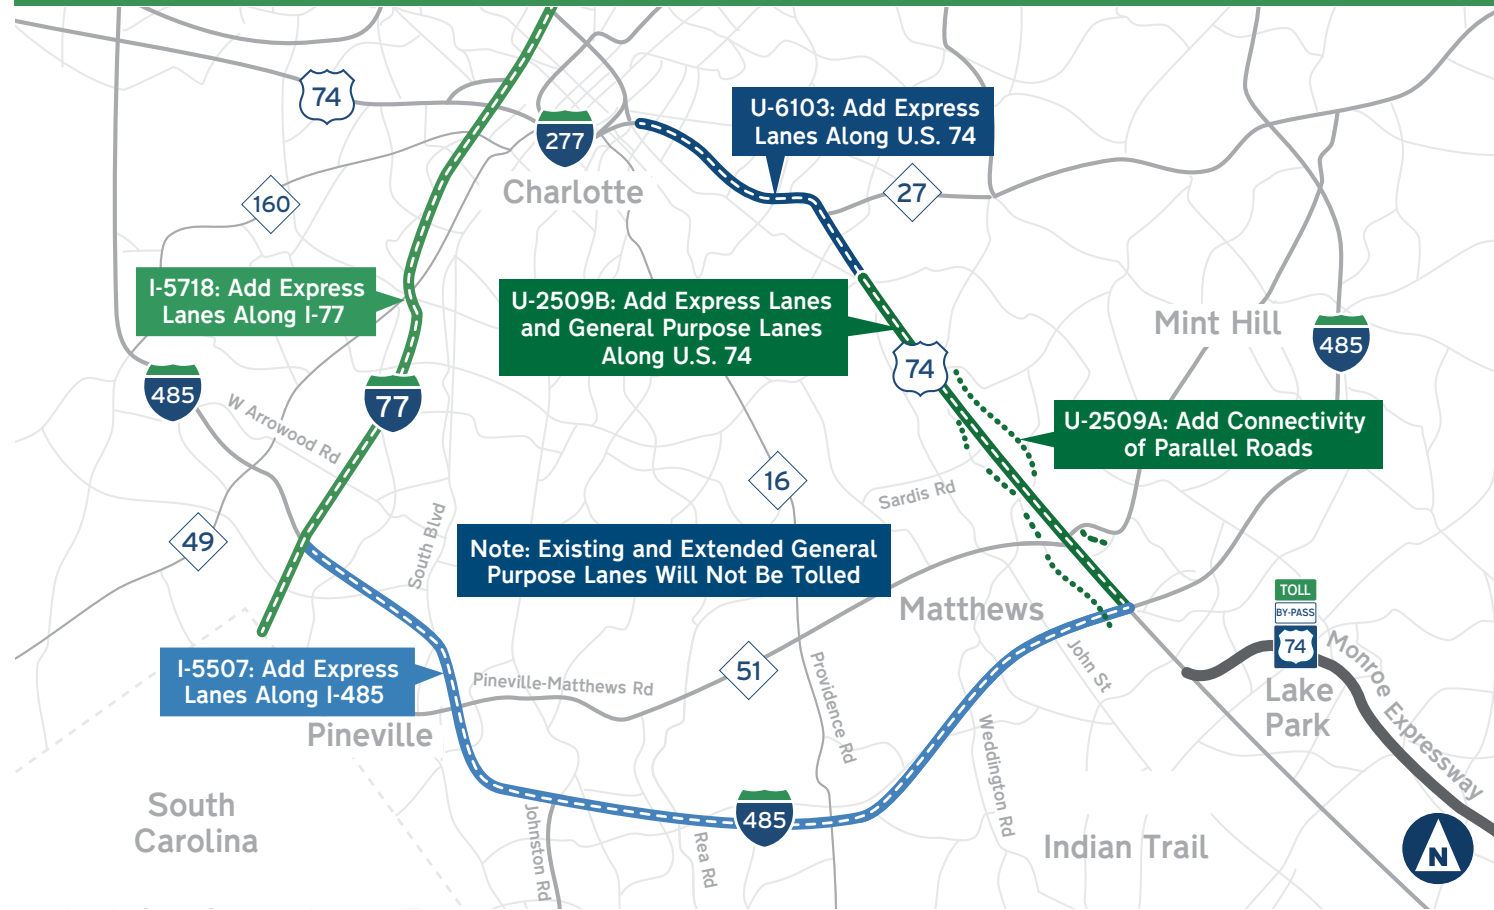 74
277
U-6103: Add Express
Lanes Along U.S. 74
27
160
Charlotte
I-5718: Add Express
Lanes Along I-77
U-2509B: Add Express Lanes
and General Purpose Lanes
Along U.S. 74
Mint Hill
485
74
485
77
W Arrowood Rd
U-2509A: Add Connectivity
of Parallel Roads
16
Sardis Rd
49
South Blvd
Note: Existing and Extended General
Purpose Lanes Will Not Be Tolled
Matthews
TOLL
BY-PASS
74
Monroe Expressway
I-5507: Add Express
Lanes Along I-485
51
Pineville-Matthews Rd
Providence Rd
John St
Lake
Park
Pineville
Weddington Rd
South
Carolina
Johnston Rd
Rea Rd
485
Indian Trail
N